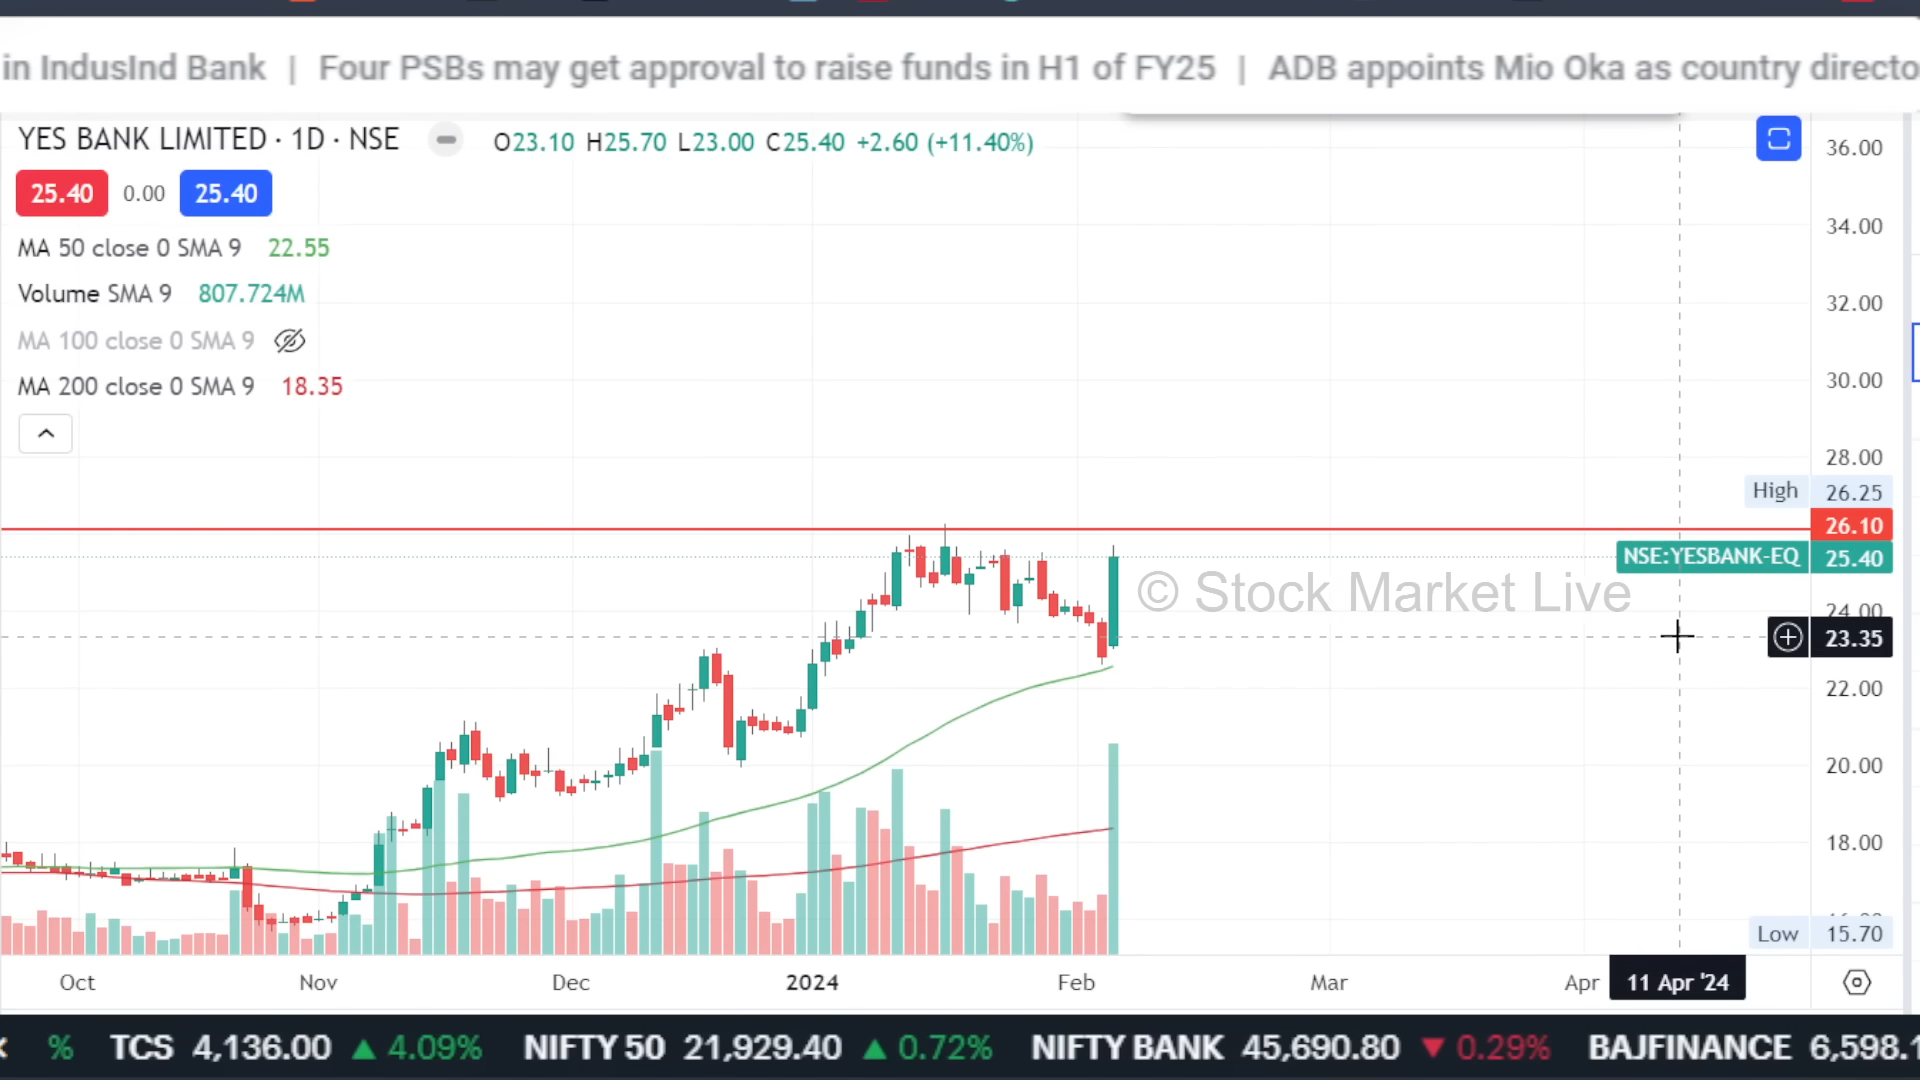 in IndusInd Bank | Four PSBs may get approval to raise funds in H1 of FY25 | ADB appoints Mio Oka as country directo
YES BANK LIMITED · 1D · NSE O23.10 H25.70 L23.00 C25.40 +2.60 (+11.40%)
25.40 0.00 25.40
MA 50 close 0 SMA 9 22.55
Volume SMA 9 807.724M
MA 100 close 0 SMA 9
MA 200 close 0 SMA 9 18.35
36.00
34.00
32.00
30.00
28.00
High 26.25
26.10
NSE:YESBANK-EQ 25.40
© Stock Market Live
24.00
23.35
22.00
20.00
18.00
Low 15.70
Oct Nov Dec 2024 Feb Mar Apr 11 Apr '24
% TCS 4,136.00 ▲ 4.09% NIFTY 50 21,929.40 ▲ 0.72% NIFTY BANK 45,690.80 ▼ 0.29% BAJFINANCE 6,598.1